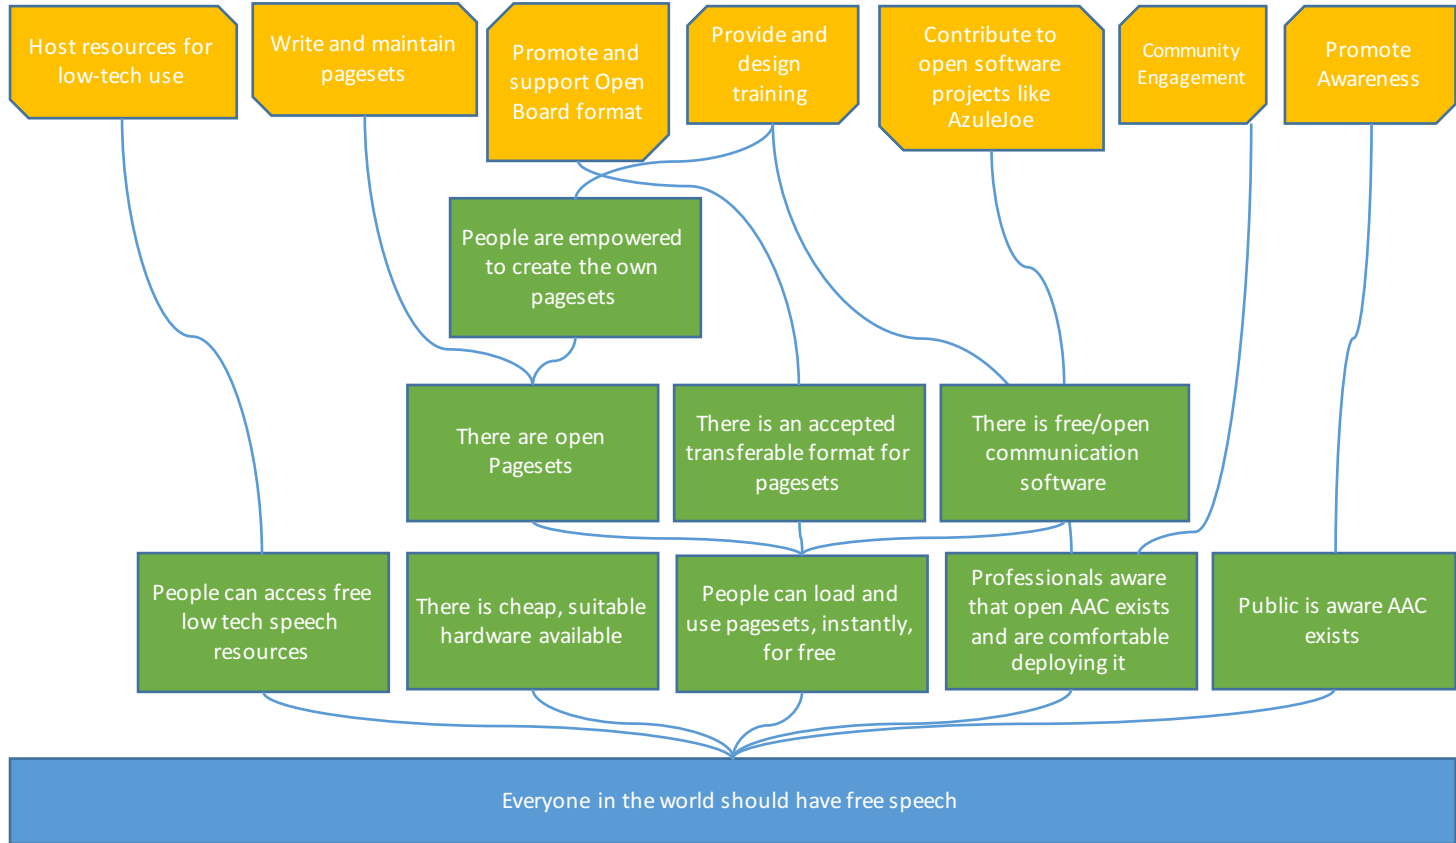 Host resources for
low-tech use
Write and maintain
pagesets
Promote and
support Open
Board format
Provide and
design
training
Contribute to
open software
projects like
AzuleJoe
Community
Engagement
Promote
Awareness
People are empowered
to create the own
pagesets
There are open
Pagesets
There is an accepted
transferable format for
pagesets
There is free/open
communication
software
People can access free
low tech speech
resources
There is cheap, suitable
hardware available
People can load and
use pagesets, instantly,
for free
Professionals aware
that open AAC exists
and are comfortable
deploying it
Public is aware AAC
exists
Everyone in the world should have free speech